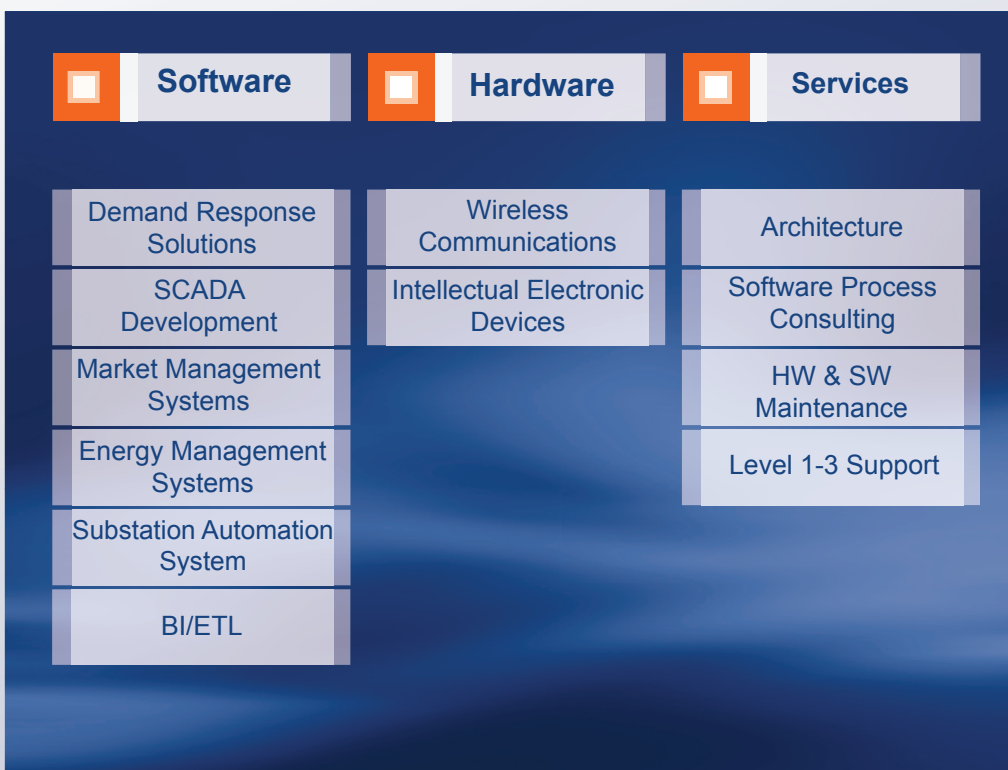 Software
Demand Response
Solutions
SCADA
Development
Market Management
Systems
Energy Management
Systems
Substation Automation
System
BI/ETL
Hardware
Wireless
Communications
Intellectual Electronic
Devices
Services
Architecture
Software Process
Consulting
HW & SW
Maintenance
Level 1-3 Support